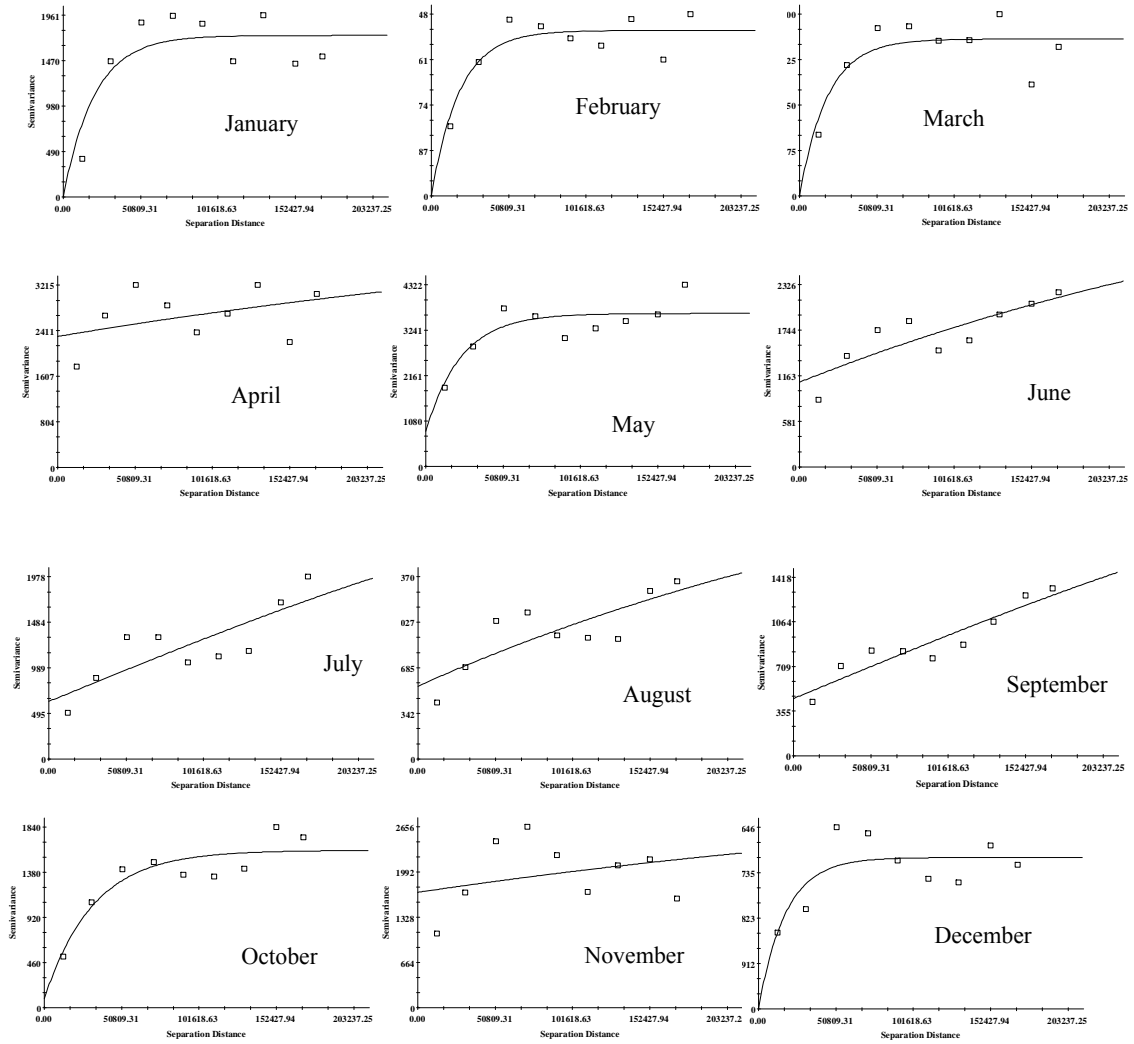 1961
1470
980
490
0
Semivariance
January
0.00 50809.31 101618.63 152427.94 203237.25
Separation Distance
48
61
74
87
0
February
0.00 50809.31 101618.63 152427.94 203237.25
Separation Distance
00
25
50
75
0
March
0.00 50809.31 101618.63 152427.94 203237.25
Separation Distance
3215
2411
1607
804
0
Semivariance
April
0.00 50809.31 101618.63 152427.94 203237.25
Separation Distance
4322
3241
2161
1080
0
Semivariance
May
0.00 50809.31 101618.63 152427.94 203237.25
Separation Distance
2326
1744
1163
581
0
Semivariance
June
0.00 50809.31 101618.63 152427.94 203237.25
Separation Distance
1978
1484
989
495
0
Semivariance
July
0.00 50809.31 101618.63 152427.94 203237.25
Separation Distance
370
827
685
342
0
August
0.00 50809.31 101618.63 152427.94 203237.25
Separation Distance
1418
1064
709
355
0
Semivariance
September
0.00 50809.31 101618.63 152427.94 203237.25
Separation Distance
1840
1380
920
460
0
Semivariance
October
0.00 50809.31 101618.63 152427.94 203237.25
Separation Distance
2656
1992
1328
664
0
Semivariance
November
0.00 50809.31 101618.63 152427.94 203237.2
Separation Distance
646
735
823
912
0
December
0.00 50809.31 101618.63 152427.94 203237.25
Separation Distance